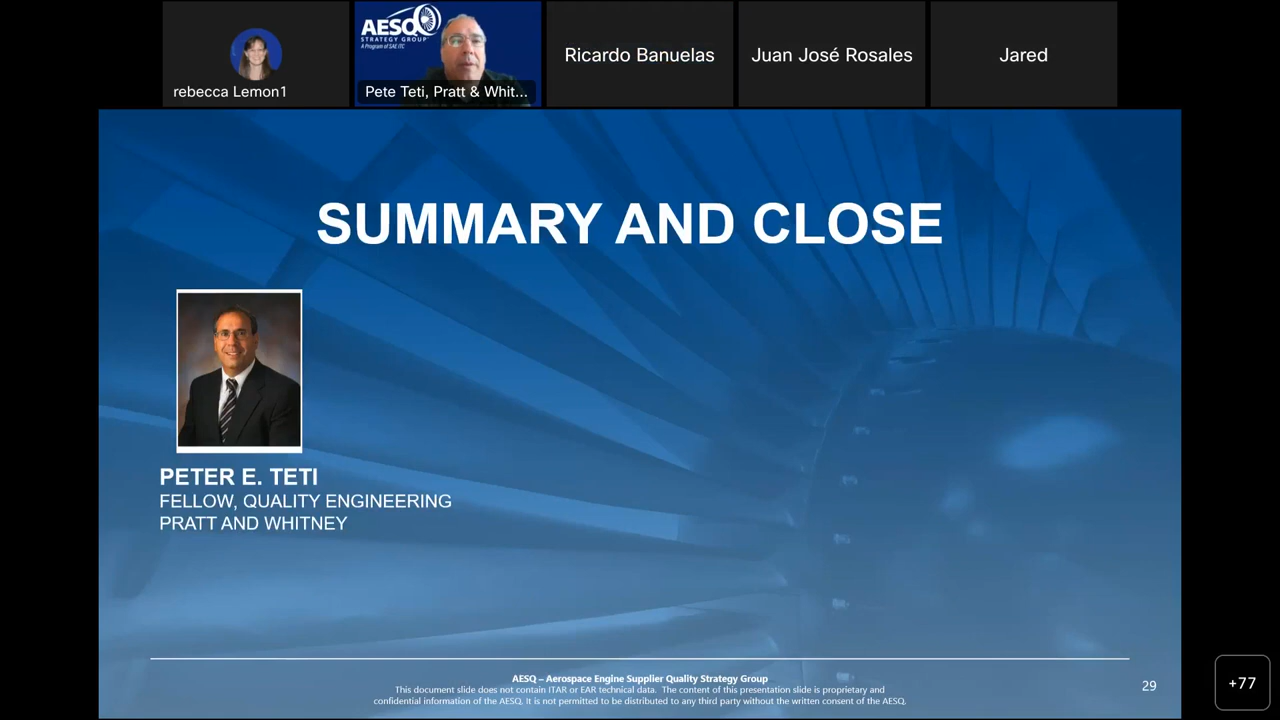 AESQ
STRATEGY GROUP
A Program of SAE ITC
rebecca Lemon1
Pete Teti, Pratt & Whit...
Ricardo Banuelas
Juan José Rosales
Jared
SUMMARY AND CLOSE
PETER E. TETI
FELLOW, QUALITY ENGINEERING
PRATT AND WHITNEY
AESQ – Aerospace Engine Supplier Quality Strategy Group
This document slide does not contain ITAR or EAR technical data. The content of this presentation slide is proprietary and
confidential information of the AESQ. It is not permitted to be distributed to any third party without the written consent of the AESQ.
29
+77